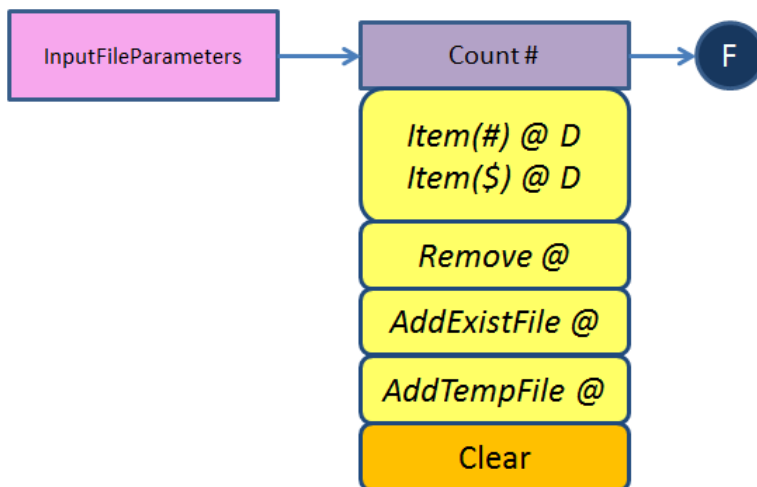 InputFileParameters
Count #
F
Item(#) @ D
Item($) @ D
Remove @
AddExistFile @
AddTempFile @
Clear